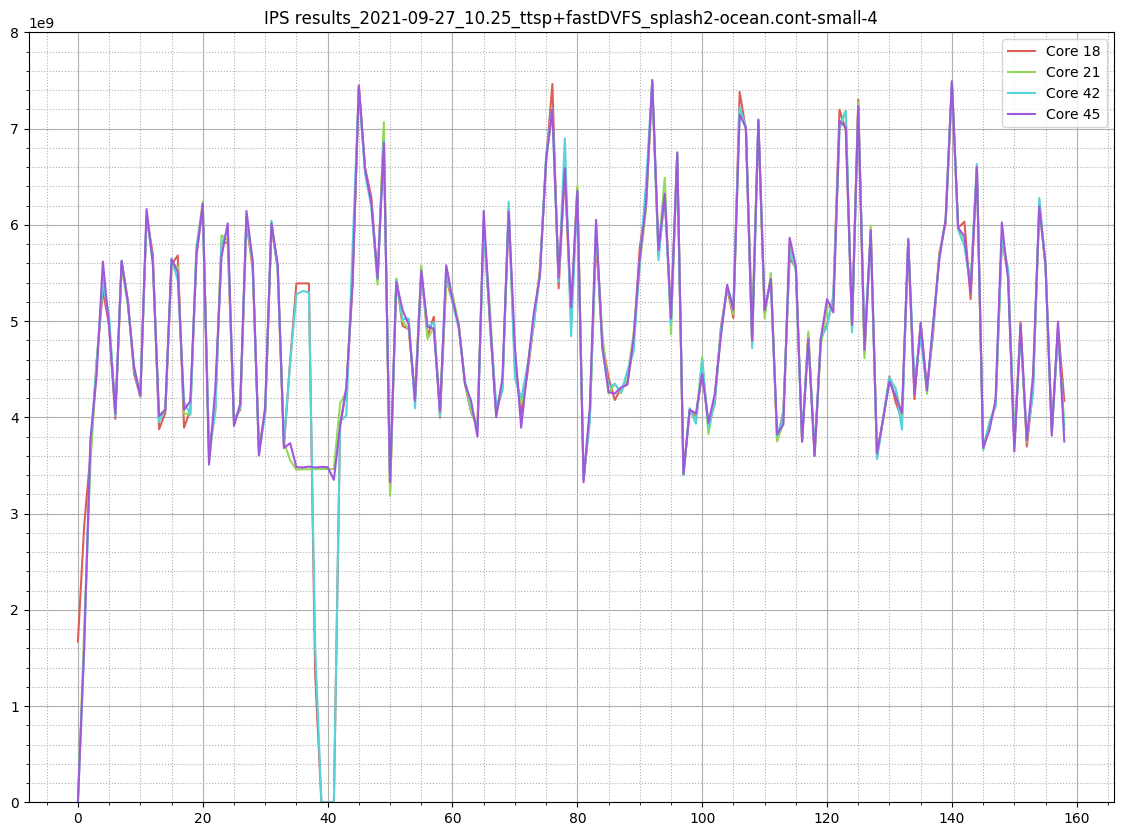 IPS results_2021-09-27_10.25_ttsp+fastDVFS_splash2-ocean.cont-small-4
1e9
8
7
6
5
4
3
2
1
0
Core 18
Core 21
Core 42
Core 45
0 20 40 60 80 100 120 140 160